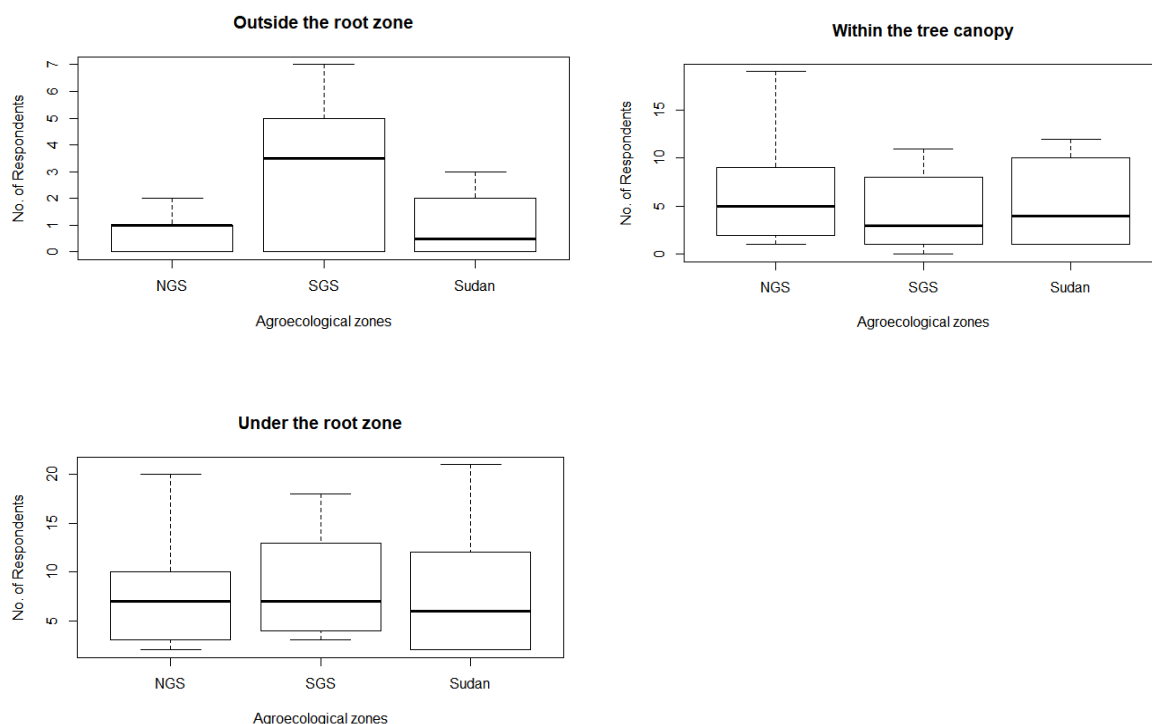 Outside the root zone
No. of Respondents
7
6
5
4
3
2
1
0
NGS SGS Sudan
Agroecological zones
Within the tree canopy
No. of Respondents
15
10
5
0
NGS SGS Sudan
Agroecological zones
Under the root zone
No. of Respondents
20
15
10
5
NGS SGS Sudan
Agroecological zones